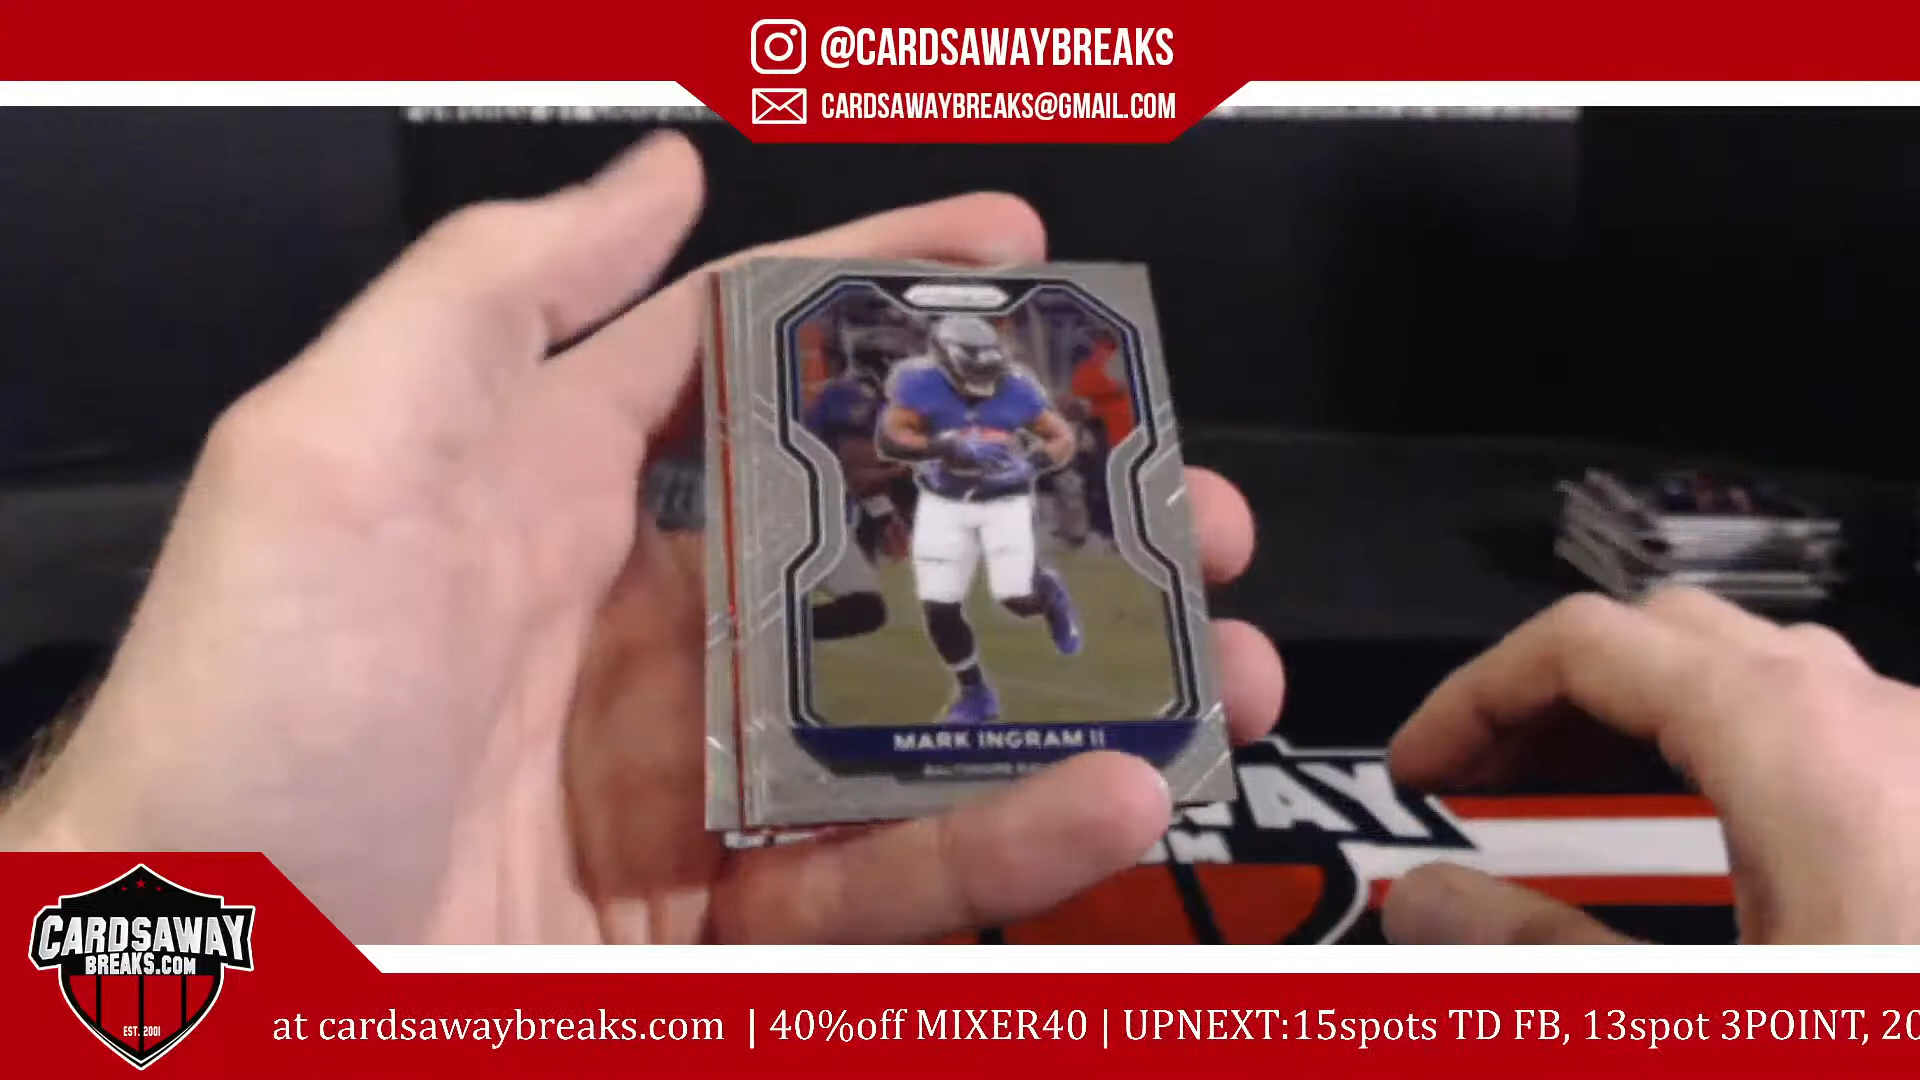 @CARDSAWAYBREAKS
CARDSAWAYBREAKS@GMAIL.COM
MARK INGRAM II
AWAY
CARDSAWAY
BREAKS.COM
EST. 2001
at cardsawaybreaks.com | 40%off MIXER40 | UPNEXT:15spots TD FB, 13spot 3POINT, 20